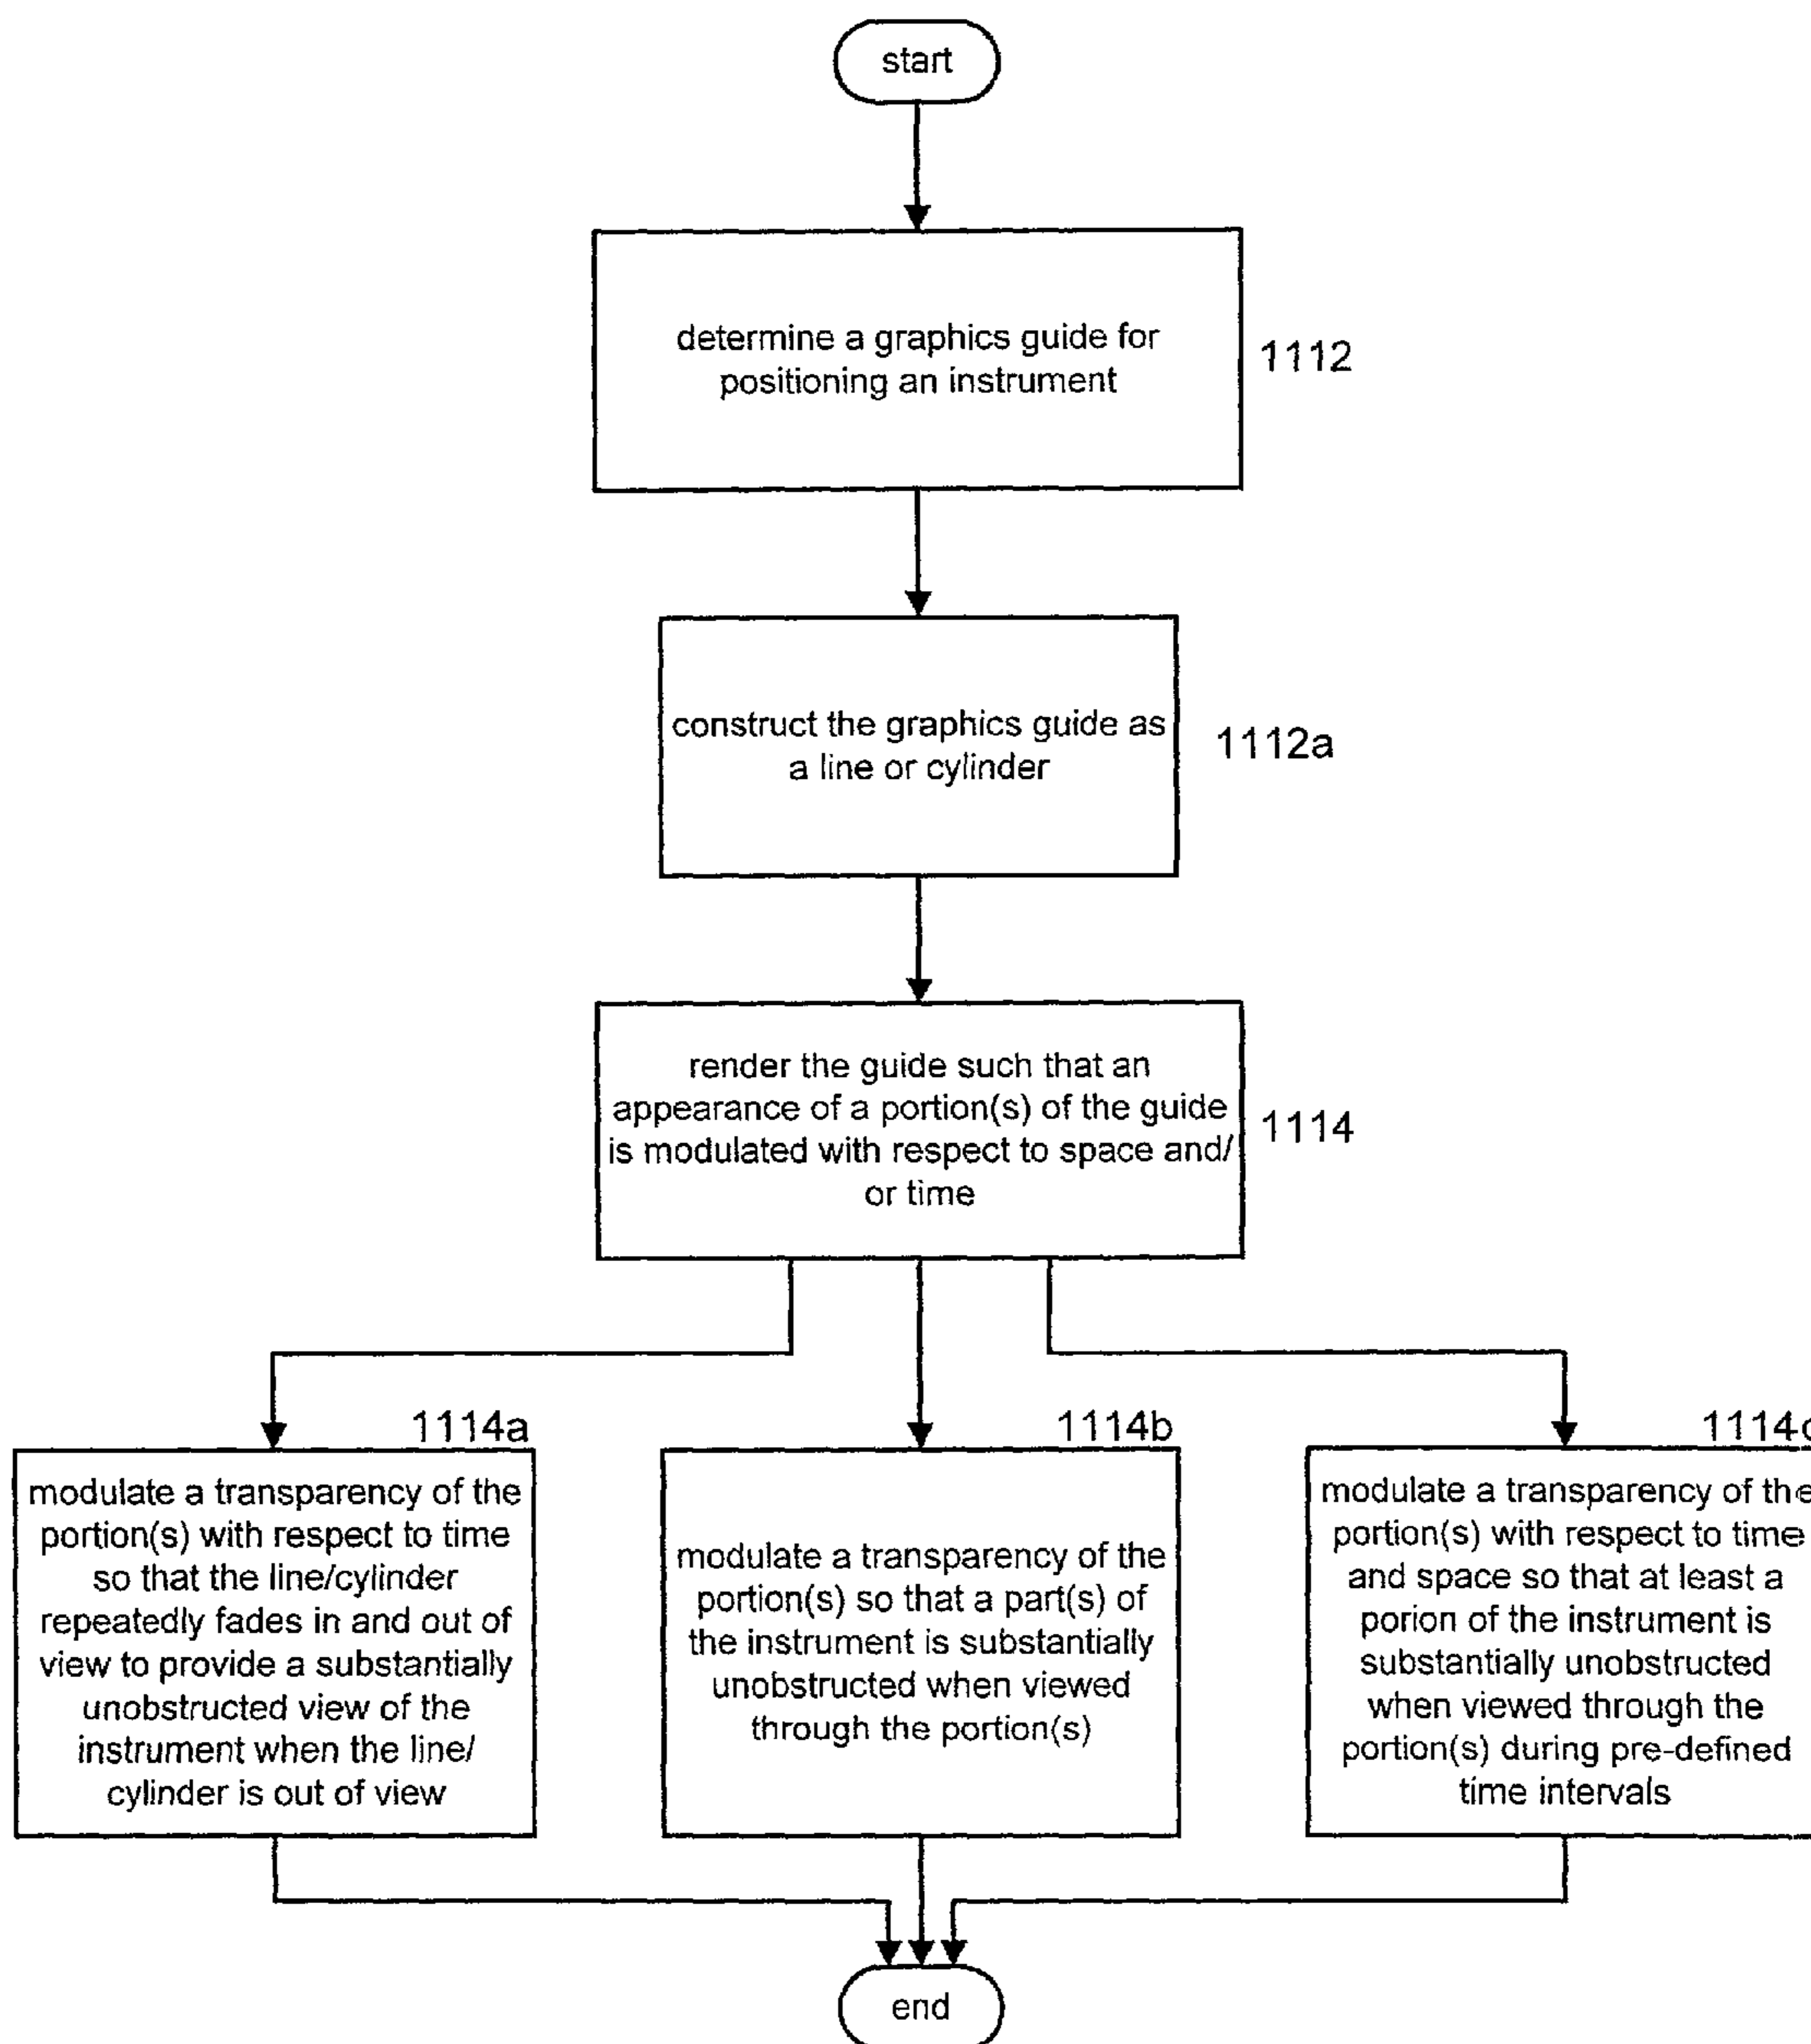 start
determine a graphics guide for
positioning an instrument
1112
construct the graphics guide as
a line or cylinder
1112a
render the guide such that an
appearance of a portion(s) of the guide
is modulated with respect to space and/
or time
1114
1114a
modulate a transparency of the
portion(s) with respect to time
so that the line/cylinder
repeatedly fades in and out of
view to provide a substantially
unobstructed view of the
instrument when the line/
cylinder is out of view
1114b
modulate a transparency of the
portion(s) so that a part(s) of
the instrument is substantially
unobstructed when viewed
through the portion(s)
1114c
modulate a transparency of the
portion(s) with respect to time
and space so that at least a
porion of the instrument is
substantially unobstructed
when viewed through the
portion(s) during pre-defined
time intervals
end